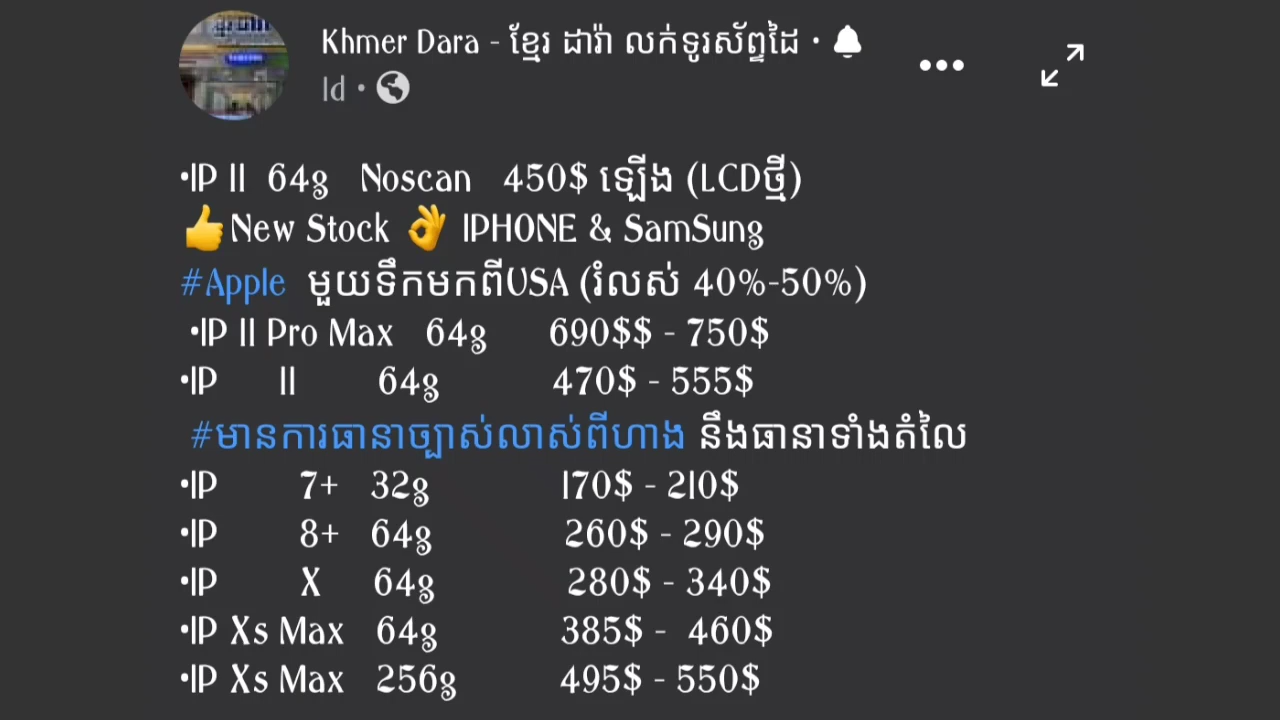 Khmer Dara - ខ្មែរ ដារ៉ា លក់ទូរស័ព្ទដៃ ·
1d ·
•IP 11 64g Noscan 450$ ឡើង (LCDថ្មី)
👍New Stock 👌 IPHONE & SamSung
#Apple មួយទឹកមកពីUSA (រំលស់ 40%-50%)
•IP 11 Pro Max 64g 690$$ - 750$
•IP 11 64g 470$ - 555$
#មានការធានាច្បាស់លាស់ពីហាង នឹងធានាទាំងតំលៃ
•IP 7+ 32g 170$ - 210$
•IP 8+ 64g 260$ - 290$
•IP X 64g 280$ - 340$
•IP Xs Max 64g 385$ - 460$
•IP Xs Max 256g 495$ - 550$